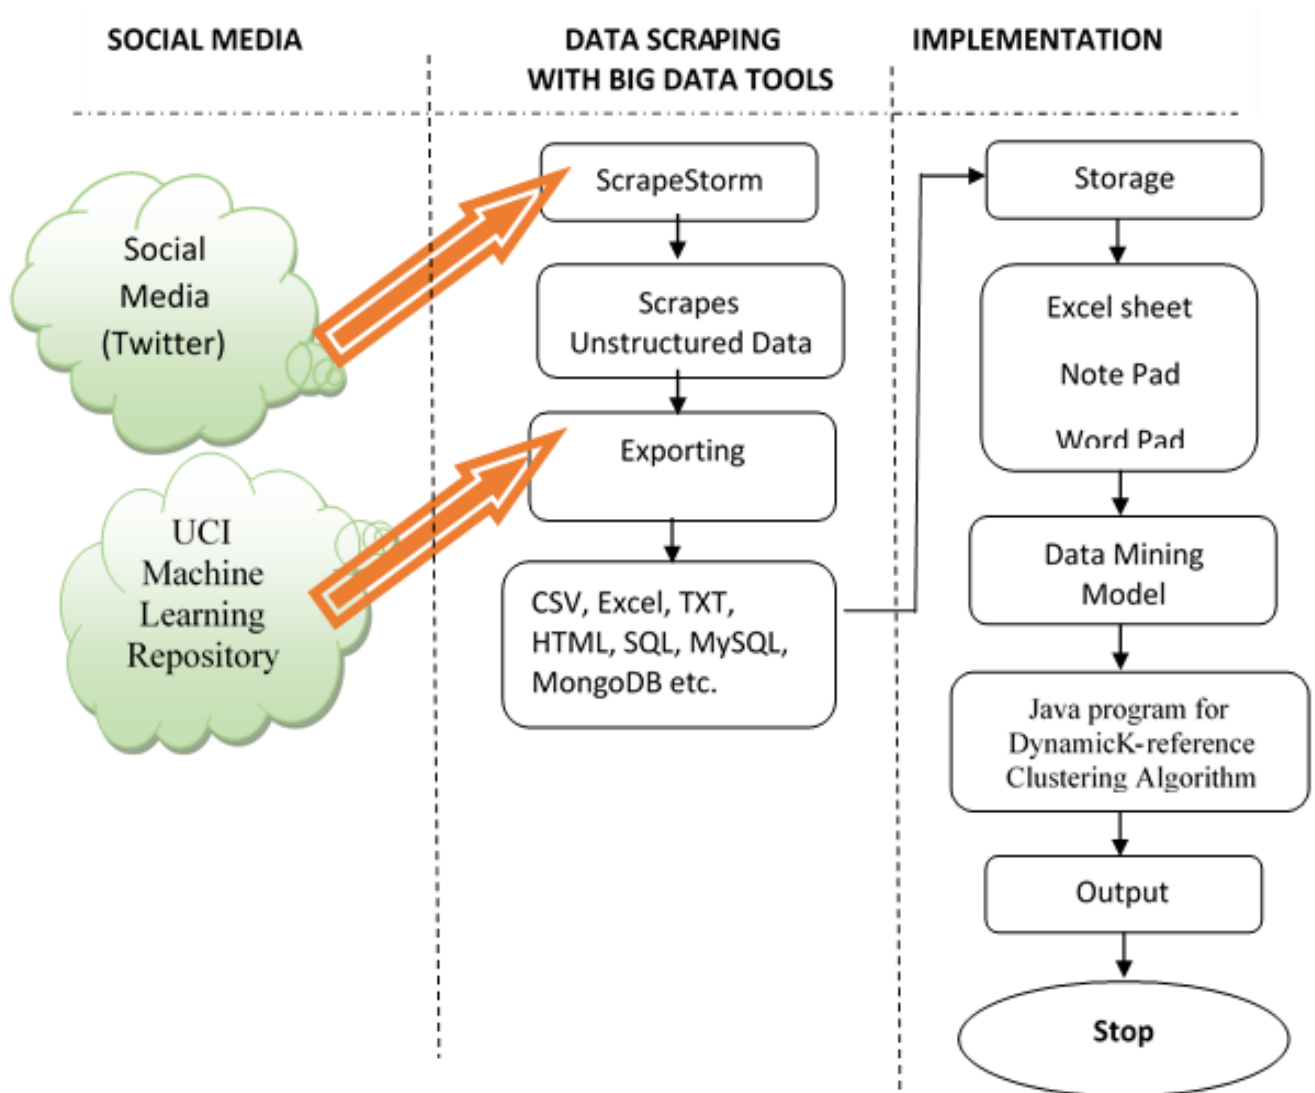 SOCIAL MEDIA
DATA SCRAPING
WITH BIG DATA TOOLS
IMPLEMENTATION
Social
Media
(Twitter)
UCI
Machine
Learning
Repository
ScrapeStorm
Scrapes
Unstructured Data
Exporting
CSV, Excel, TXT,
HTML, SQL, MySQL,
MongoDB etc.
Storage
Excel sheet
Note Pad
Word Pad
Data Mining
Model
Java program for
DynamicK-reference
Clustering Algorithm
Output
Stop